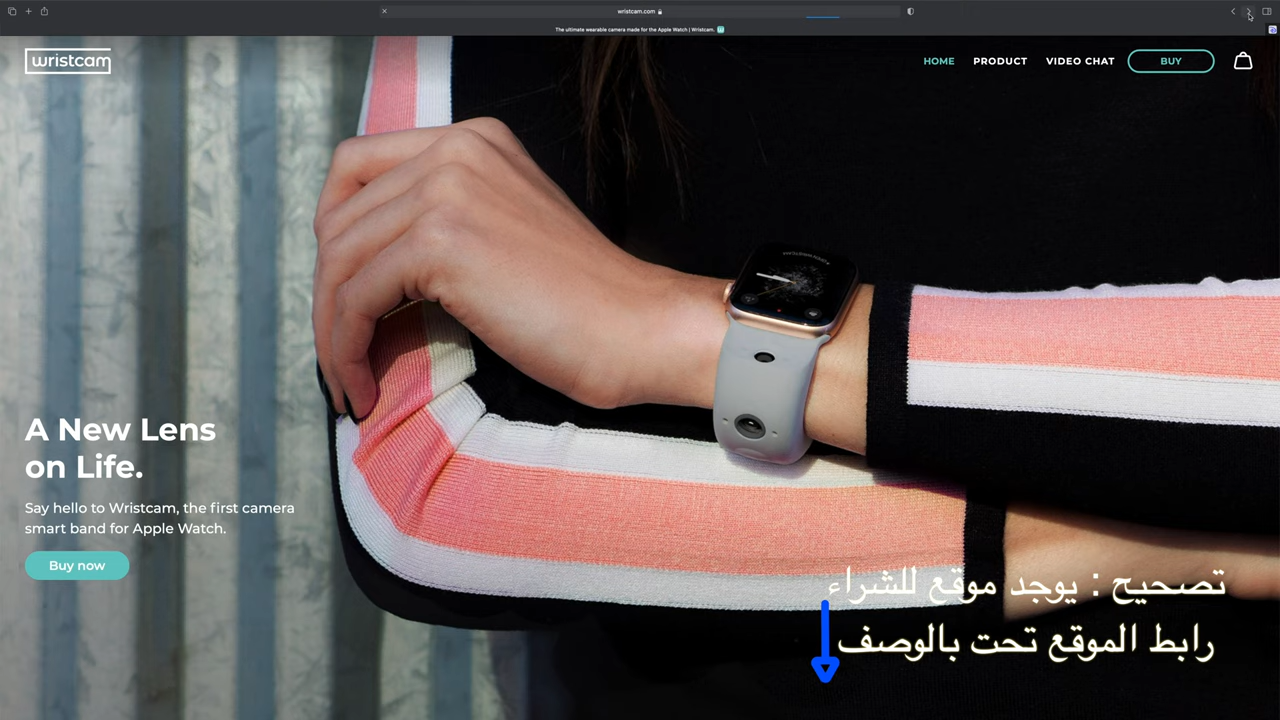 wristcam.com
The ultimate wearable camera made for the Apple Watch | Wristcam.
wristcam
HOME
PRODUCT
VIDEO CHAT
BUY
A New Lens
on Life.
Say hello to Wristcam, the first camera
smart band for Apple Watch.
Buy now
تصحيح : يوجد موقع للشراء
رابط الموقع تحت بالوصف